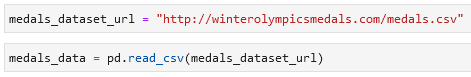 medals_dataset_url = "http://winterolympicsmedals.com/medals.csv"
medals_data = pd.read_csv(medals_dataset_url)